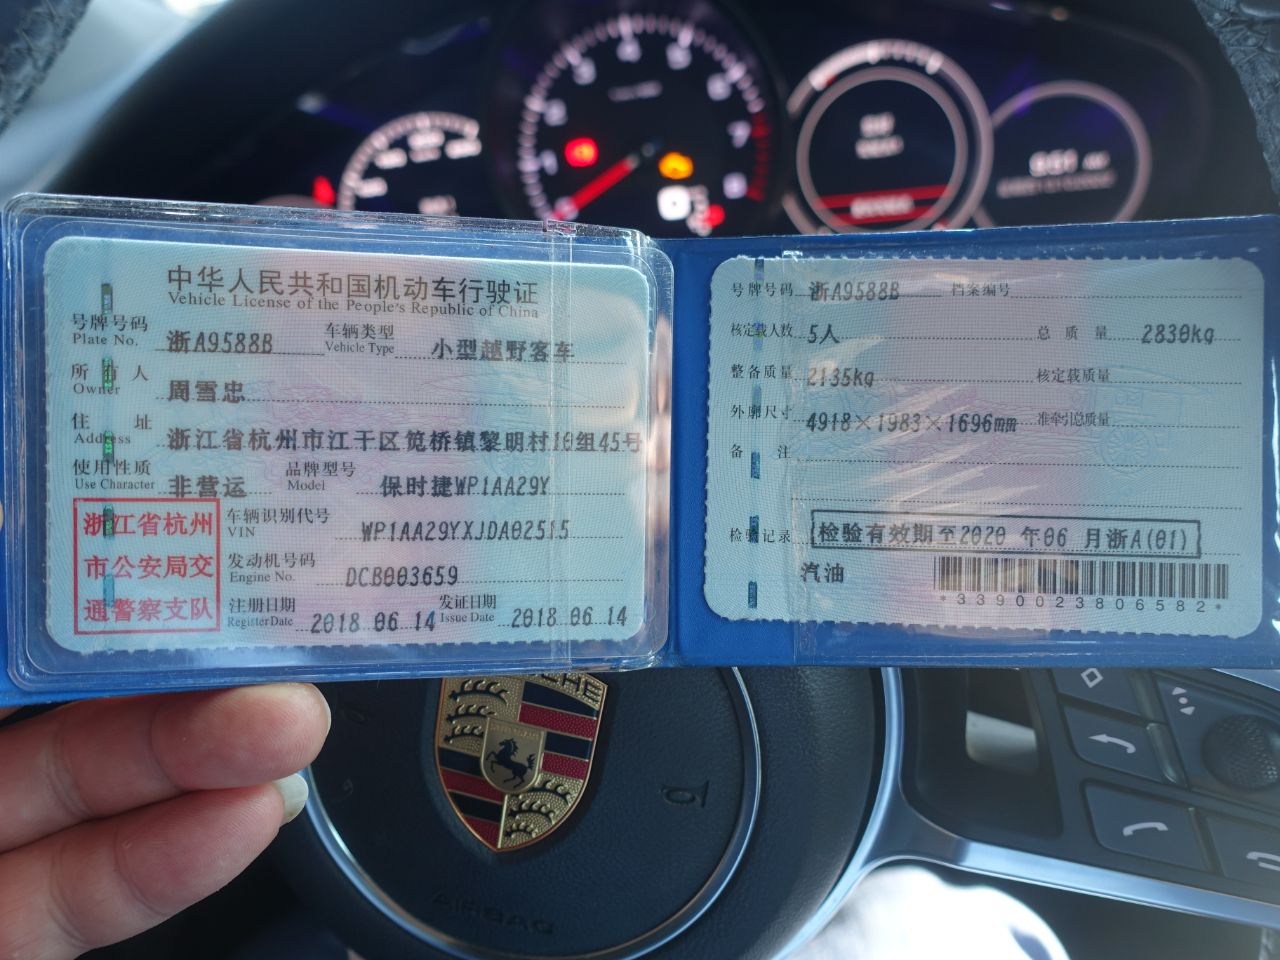 中华人民共和国机动车行驶证
Vehicle License of the People's Republic of China
号牌号码 浙A9588B 车辆类型 小型越野客车
Plate No. Vehicle Type
所有人 周雪忠
Owner
住址 浙江省杭州市江干区笕桥镇黎明村10组45号
Address
使用性质 非营运 品牌型号 保时捷WP1AA29Y
Use Character Model
浙江省杭州
市公安局交
通警察支队
车辆识别代号 WP1AA29YXJDA02515
VIN
发动机号码 DCB003659
Engine No.
注册日期 2018 06 14 发证日期 2018 06 14
Register Date Issue Date
号牌号码 浙A9588B 档案编号
核定载人数 5人 总质量 2830kg
整备质量 2135kg 核定载质量
外廓尺寸 4918×1983×1696mm 准牵引总质量
备注
检验记录 检验有效期至2020 年06 月浙A(01)
汽油
*3390023806582*
1
3
4
5
6
7
8
AIRBAG